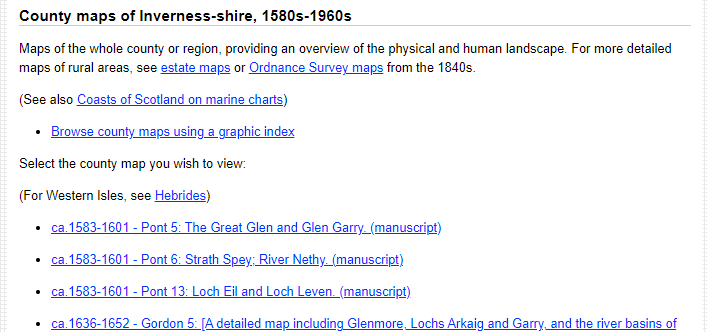 County maps of Inverness-shire, 1580s-1960s
Maps of the whole county or region, providing an overview of the physical and human landscape. For more detailed
maps of rural areas, see estate maps or Ordnance Survey maps from the 1840s.
(See also Coasts of Scotland on marine charts)
• Browse county maps using a graphic index
Select the county map you wish to view:
(For Western Isles, see Hebrides)
• ca.1583-1601 - Pont 5: The Great Glen and Glen Garry. (manuscript)
• ca.1583-1601 - Pont 6: Strath Spey; River Nethy. (manuscript)
• ca.1583-1601 - Pont 13: Loch Eil and Loch Leven. (manuscript)
• ca.1636-1652 - Gordon 5: [A detailed map including Glenmore, Lochs Arkaig and Garry, and the river basins of